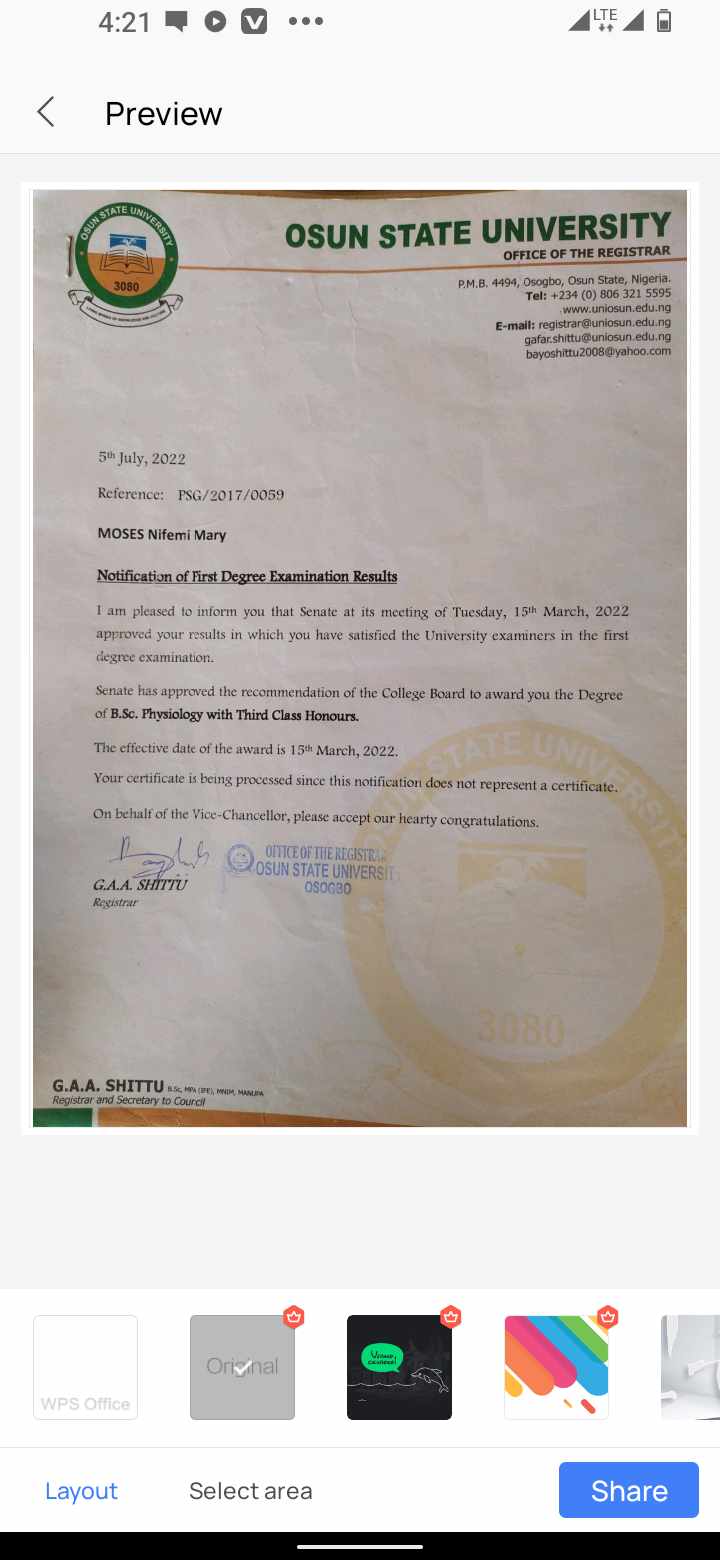 4:21
LTE
Preview
OSUN STATE UNIVERSITY
3080
OSUN STATE UNIVERSITY
OFFICE OF THE REGISTRAR
P.M.B. 4494, Osogbo, Osun State, Nigeria.
Tel: +234 (0) 806 321 5595
www.uniosun.edu.ng
E-mail: registrar@uniosun.edu.ng
gafar.shittu@uniosun.edu.ng
bayoshittu2008@yahoo.com
5th July, 2022
Reference: PSG/2017/0059
MOSES Nifemi Mary
Notification of First Degree Examination Results
I am pleased to inform you that Senate at its meeting of Tuesday, 15th March, 2022
approved your results in which you have satisfied the University examiners in the first
degree examination.
Senate has approved the recommendation of the College Board to award you the Degree
of B.Sc. Physiology with Third Class Honours.
The effective date of the award is 15th March, 2022.
Your certificate is being processed since this notification does not represent a certificate.
On behalf of the Vice-Chancellor, please accept our hearty congratulations.
OFFICE OF THE REGISTRAR
OSUN STATE UNIVERSIT
OSOGBO
G.A.A. SHITTU
Registrar
STATE UNIVERSIT
3080
G.A.A. SHITTU B.Sc, MPA (IFE), MNIM, MANUPA
Registrar and Secretary to Council
WPS Office
Original
Layout
Select area
Share